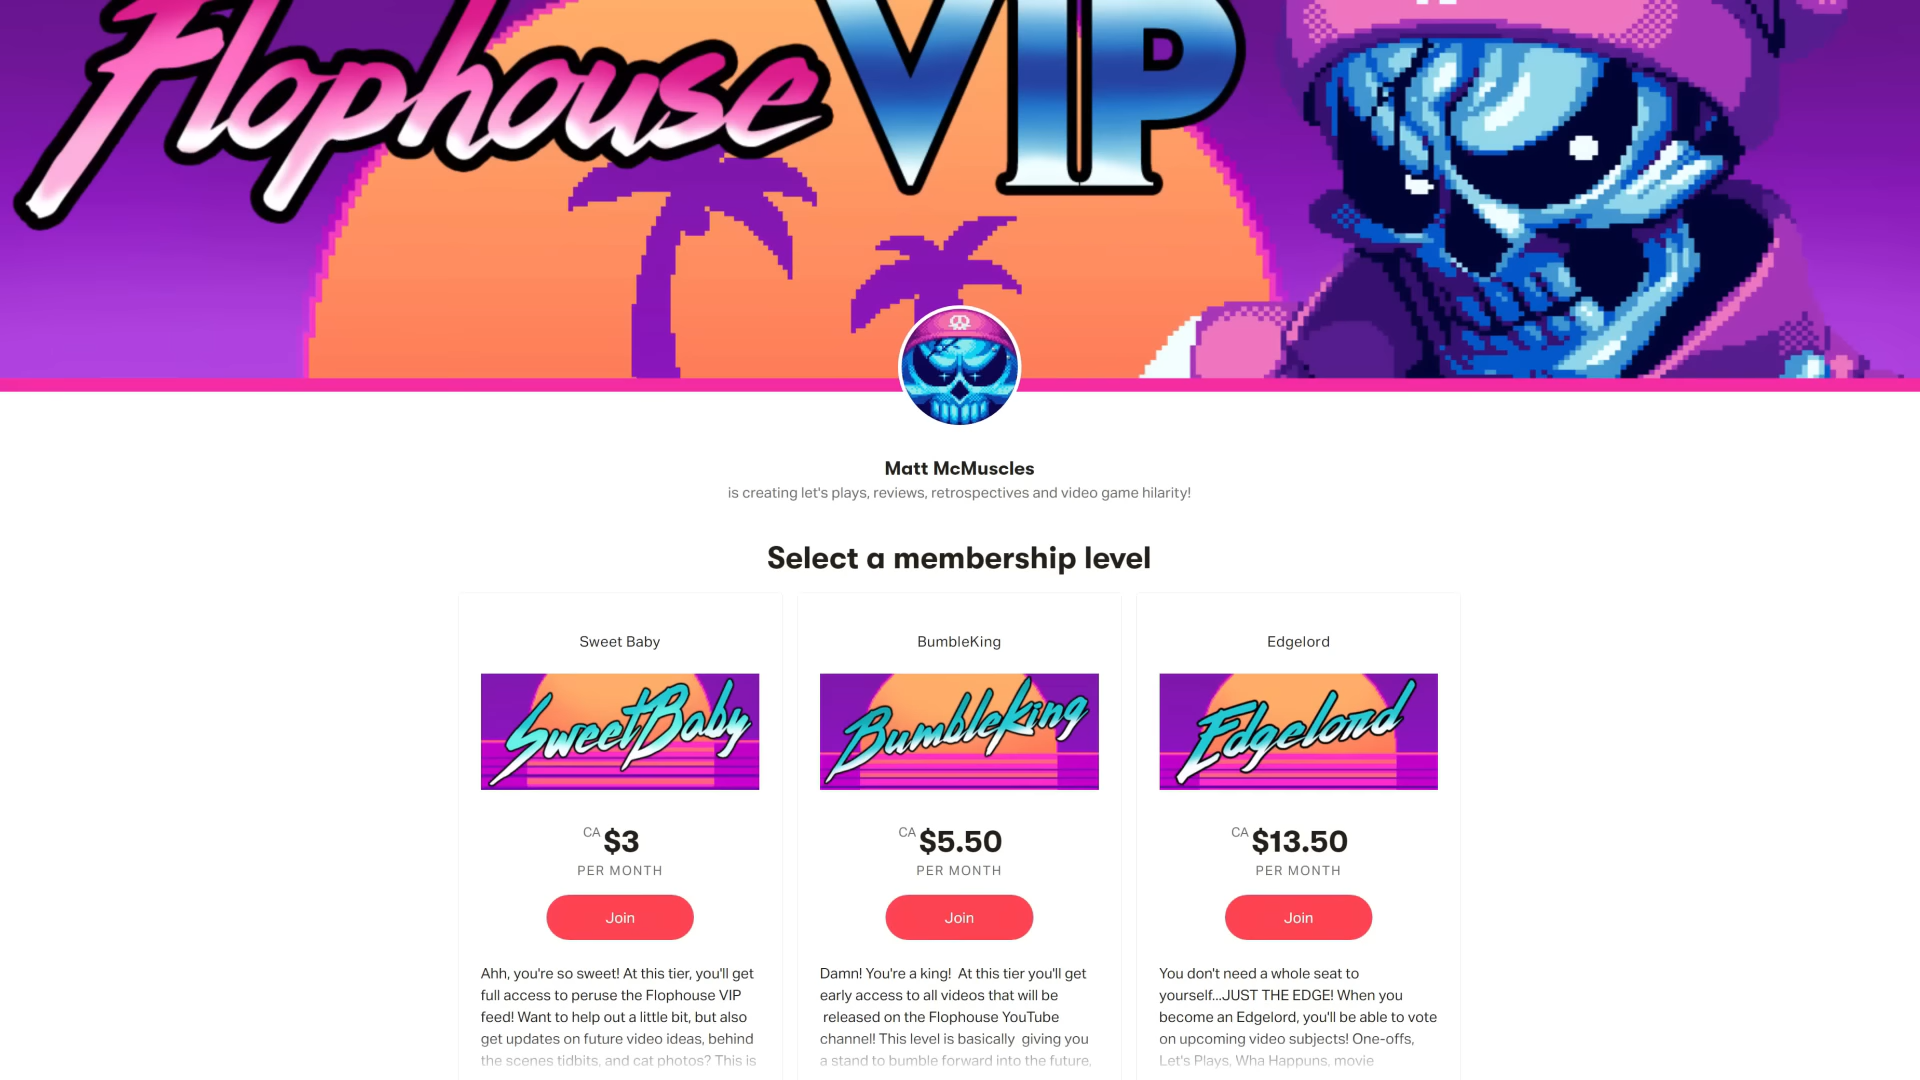 Flophouse VIP
Matt McMuscles
is creating let's plays, reviews, retrospectives and video game hilarity!
Select a membership level
Sweet Baby
SweetBaby
CA $3
PER MONTH
Join
Ahh, you're so sweet! At this tier, you'll get
full access to peruse the Flophouse VIP
feed! Want to help out a little bit, but also
get updates on future video ideas, behind
the scenes tidbits, and cat photos? This is
BumbleKing
BumbleKing
CA $5.50
PER MONTH
Join
Damn! You're a king!  At this tier you'll get
early access to all videos that will be
released on the Flophouse YouTube
channel! This level is basically  giving you
a stand to bumble forward into the future,
Edgelord
Edgelord
CA $13.50
PER MONTH
Join
You don't need a whole seat to
yourself...JUST THE EDGE! When you
become an Edgelord, you'll be able to vote
on upcoming video subjects! One-offs,
Let's Plays, Wha Happuns, movie